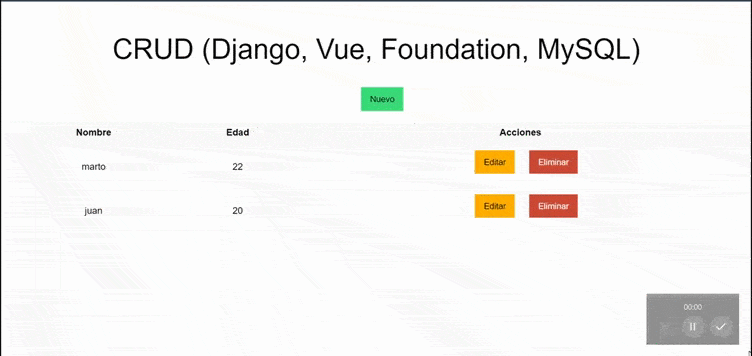 CRUD (Django, Vue, Foundation, MySQL)
Nuevo
Nombre Edad Acciones
marto 22 Editar Eliminar
juan 20 Editar Eliminar
00:00